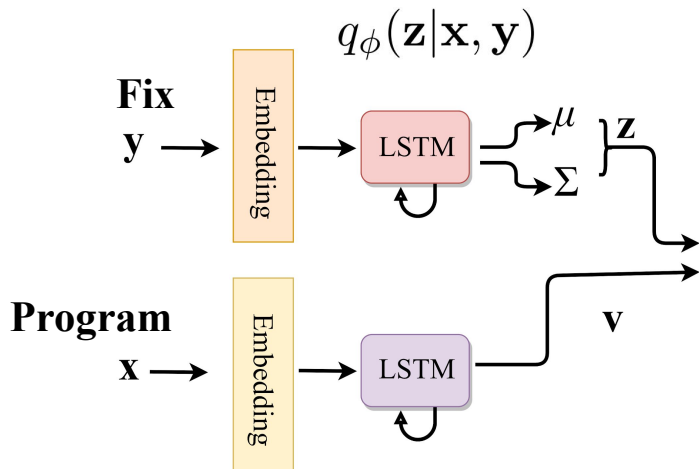 q_ϕ(z|x, y)
Fix
y
Embedding
LSTM
μ
Σ
z
Program
x
Embedding
LSTM
v